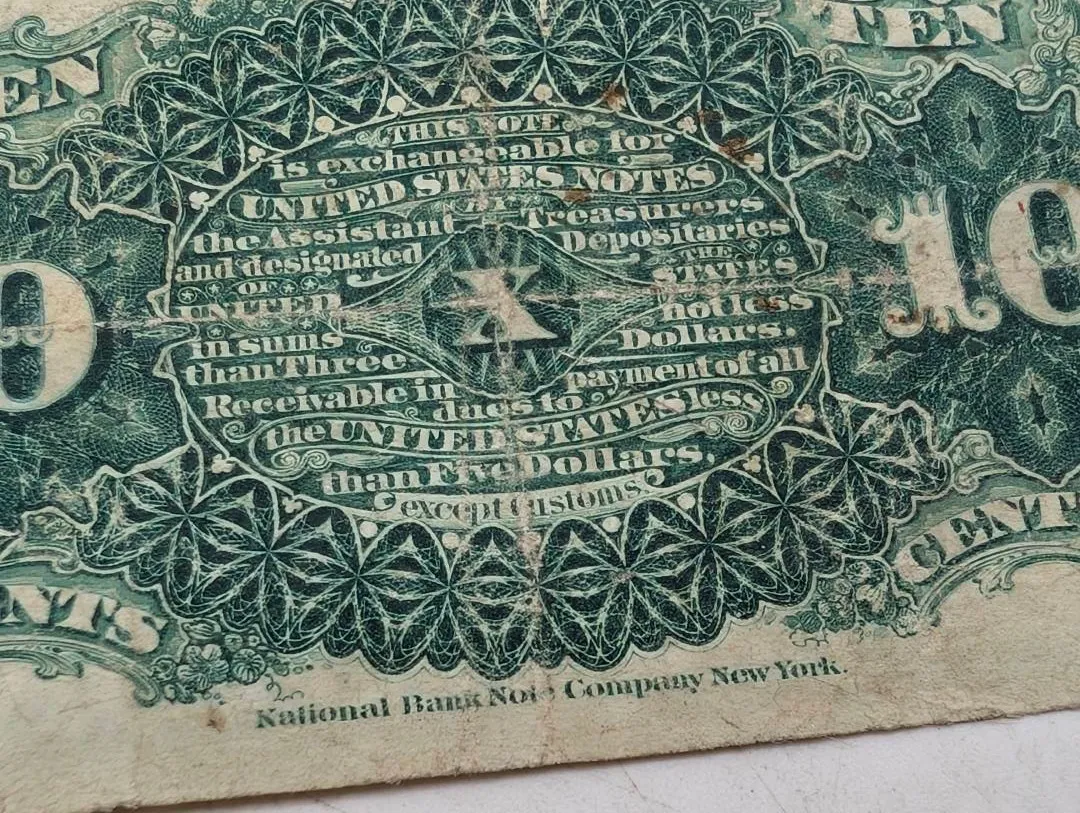 EN
TEN
THIS NOTE
is exchangeable for
UNITED STATES NOTES
BY
the Assistant Treasurers
and designated Depositaries
OF THE
UNITED STATES
in sums not less
than Three Dollars.
Receivable in payment of all
dues to
the UNITED STATES less
than Five Dollars,
except Customs.
X
0
10
NTS
CENT
National Bank Note Company New York.